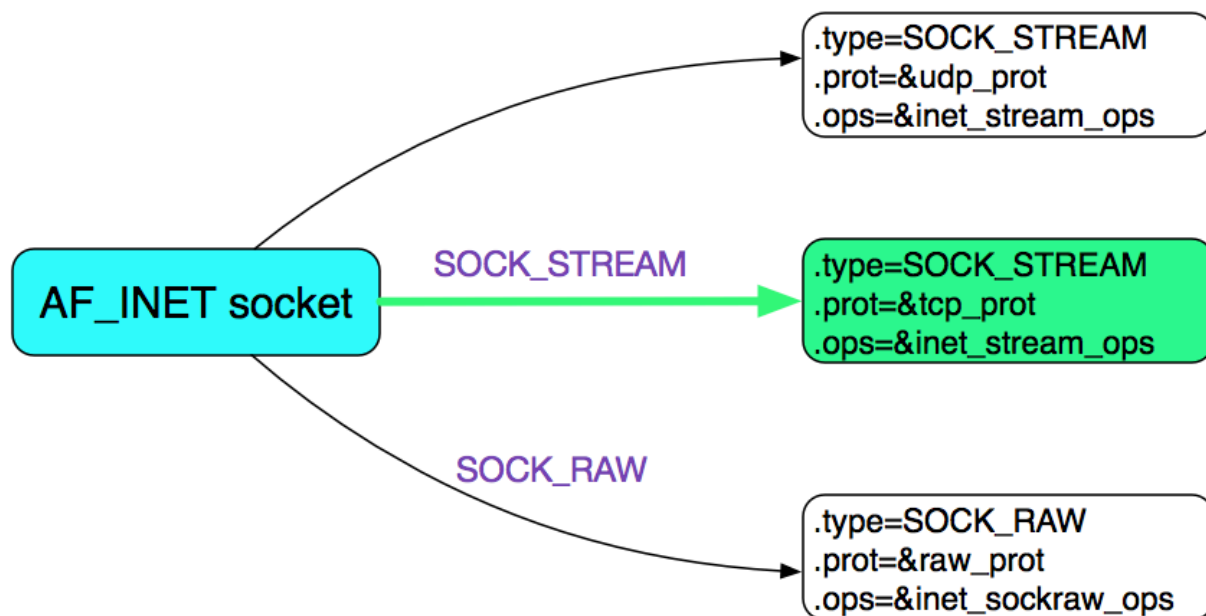 .type=SOCK_STREAM
.prot=&udp_prot
.ops=&inet_stream_ops
AF_INET socket
SOCK_STREAM
.type=SOCK_STREAM
.prot=&tcp_prot
.ops=&inet_stream_ops
SOCK_RAW
.type=SOCK_RAW
.prot=&raw_prot
.ops=&inet_sockraw_ops